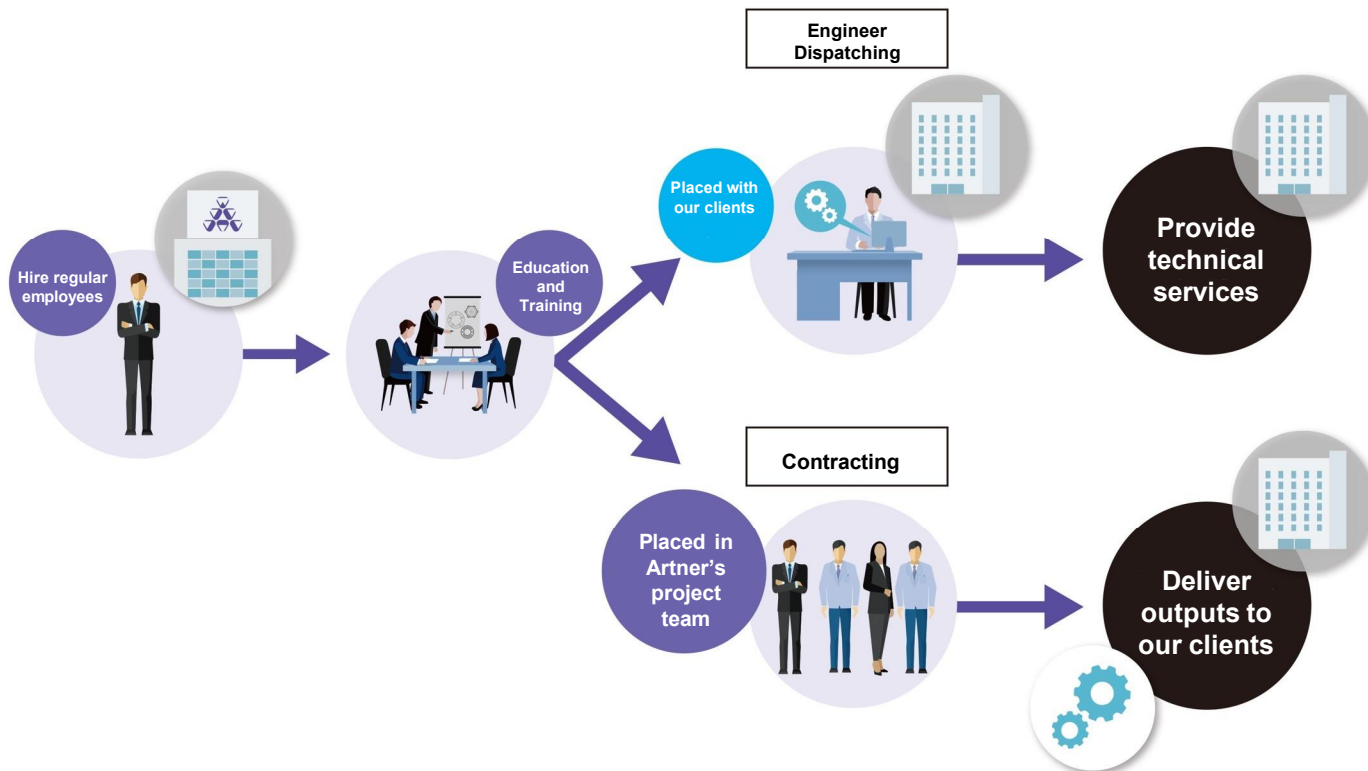 Engineer
Dispatching
Placed with
our clients
Provide
technical
services
Hire regular
employees
Education
and
Training
Contracting
Placed in
Artner’s
project
team
Deliver
outputs to
our clients